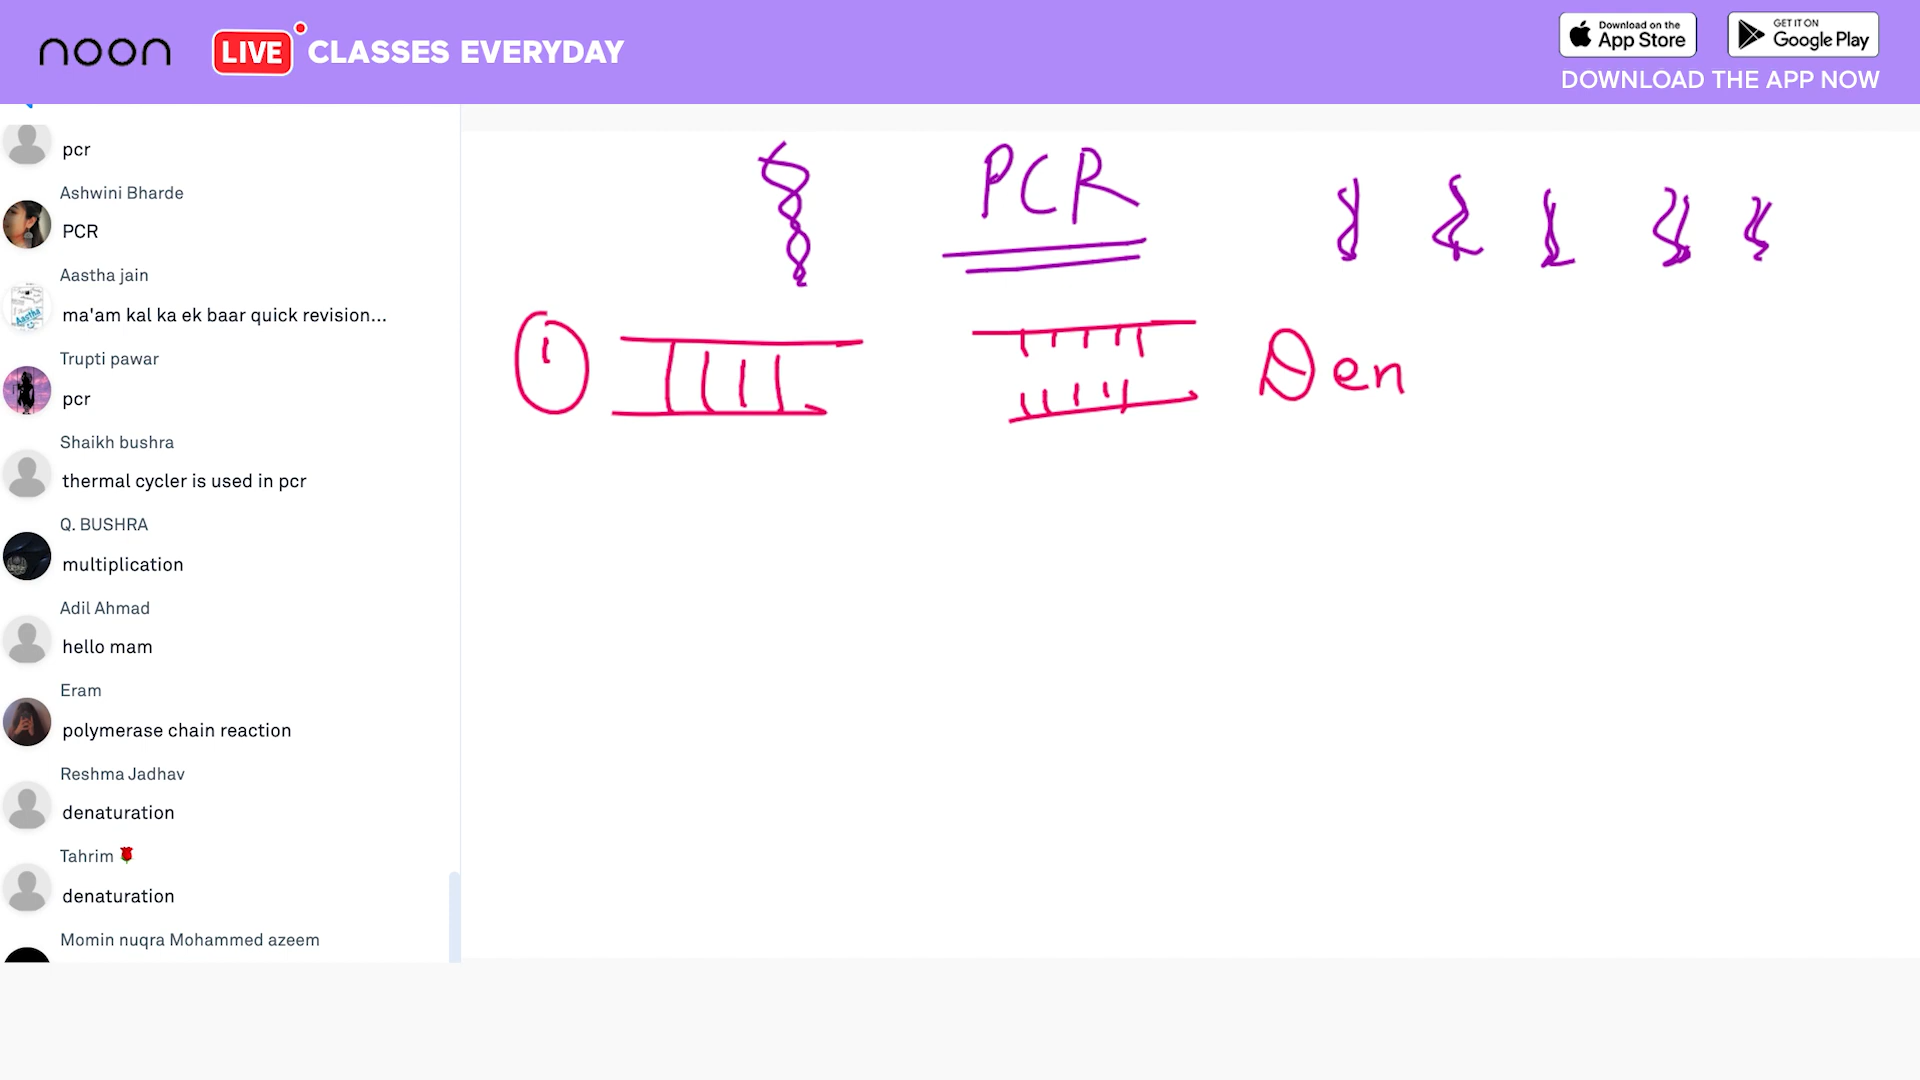 noon LIVE CLASSES EVERYDAY
Download on the App Store
GET IT ON Google Play
DOWNLOAD THE APP NOW
pcr
Ashwini Bharde
PCR
Aastha jain
ma'am kal ka ek baar quick revision...
Trupti pawar
pcr
Shaikh bushra
thermal cycler is used in pcr
Q. BUSHRA
multiplication
Adil Ahmad
hello mam
Eram
polymerase chain reaction
Reshma Jadhav
denaturation
Tahrim 🌹
denaturation
Momin nuqra Mohammed azeem
PCR
1 Den